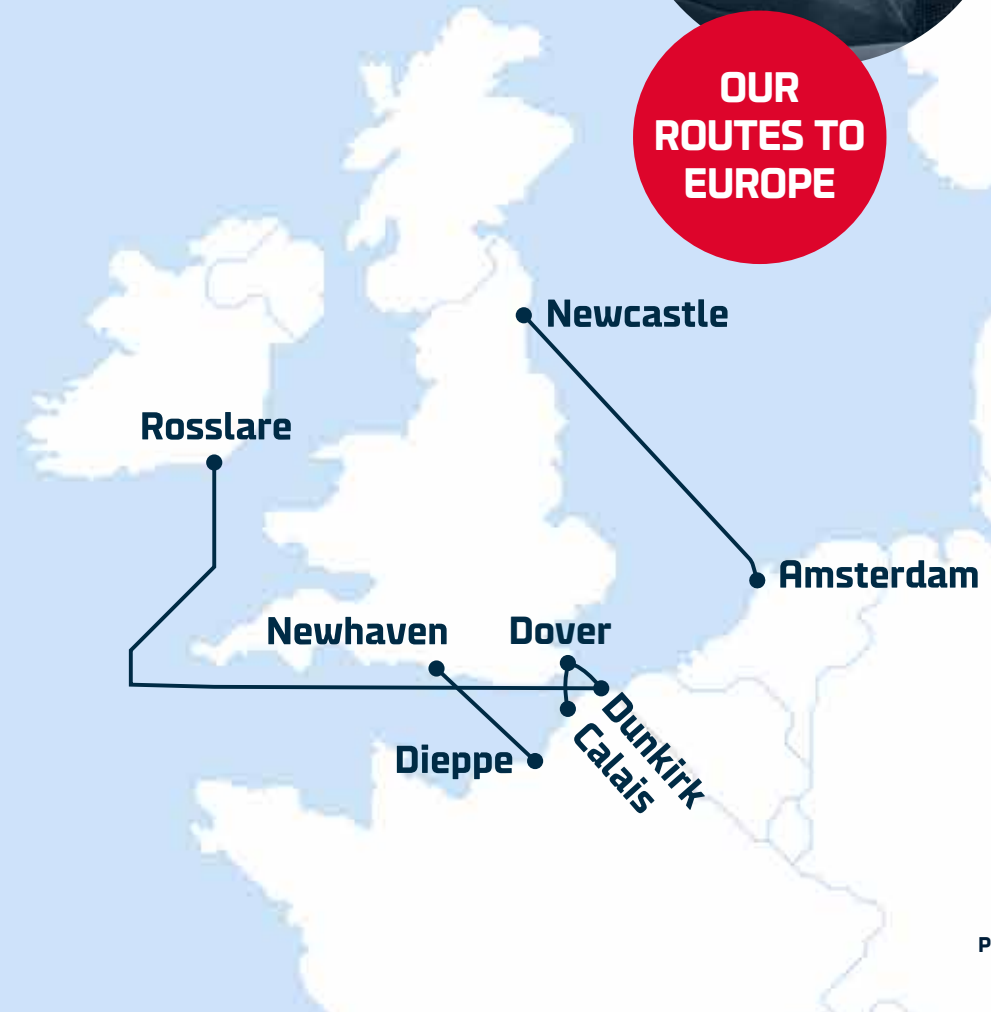 OUR
ROUTES TO
EUROPE
Newcastle
Rosslare
Amsterdam
Newhaven
Dover
Dunkirk
Calais
Dieppe
P